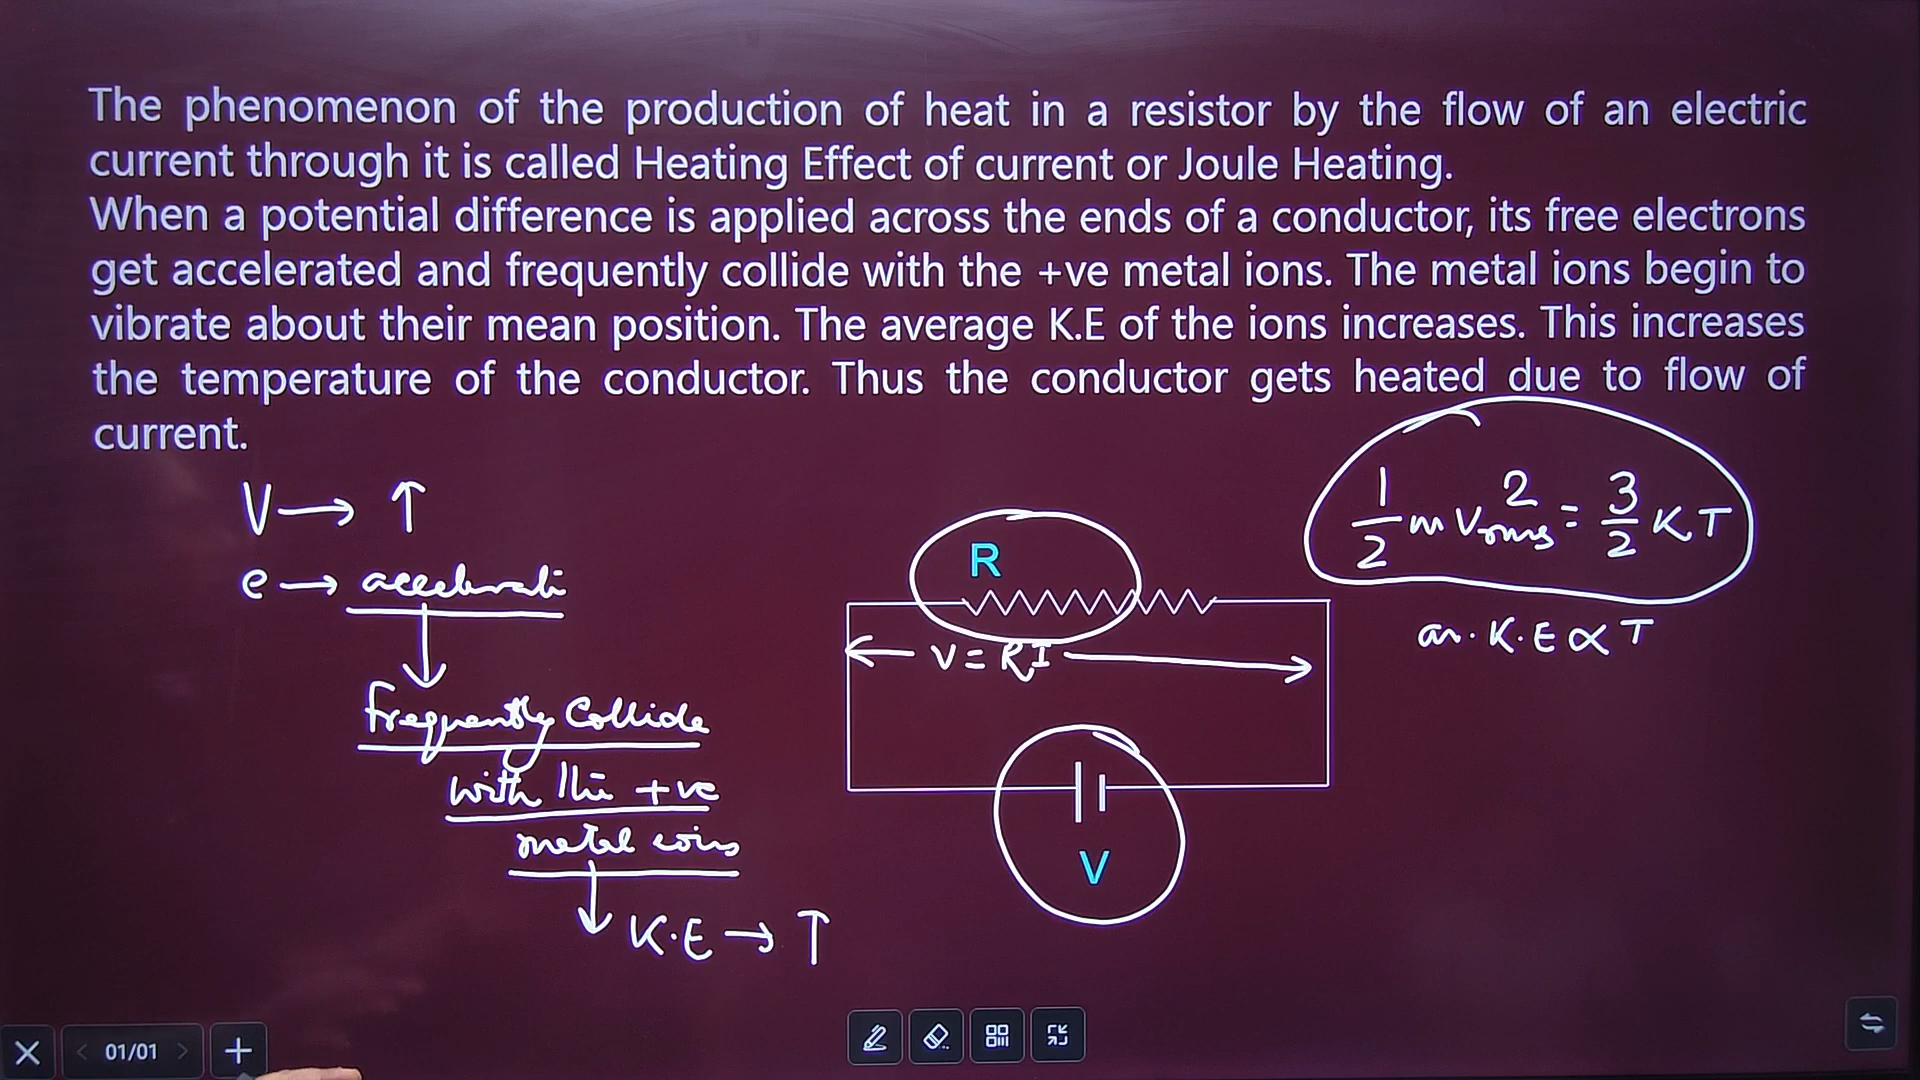 The phenomenon of the production of heat in a resistor by the flow of an electric
current through it is called Heating Effect of current or Joule Heating.
When a potential difference is applied across the ends of a conductor, its free electrons
get accelerated and frequently collide with the +ve metal ions. The metal ions begin to
vibrate about their mean position. The average K.E of the ions increases. This increases
the temperature of the conductor. Thus the conductor gets heated due to flow of
current.
V → ↑
e → accelerati
↓
frequently Collide
with the +ve
metal ions
↓ K.E → ↑
R
← V = RI →
V
1/2 m V²rms = 3/2 K T
av. K.E ∝ T
01/01